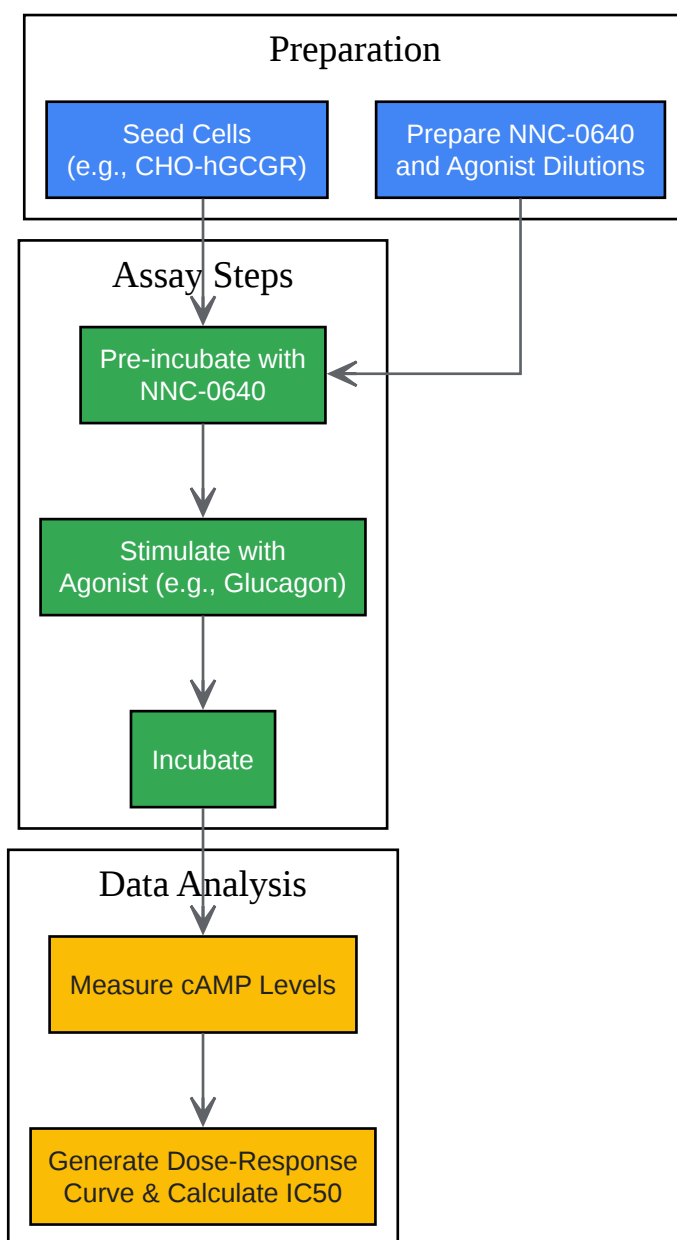 Preparation
Seed Cells
(e.g., CHO-hGCGR)
Prepare NNC-0640
and Agonist Dilutions
Assay Steps
Pre-incubate with
NNC-0640
Stimulate with
Agonist (e.g., Glucagon)
Incubate
Data Analysis
Measure cAMP Levels
Generate Dose-Response
Curve & Calculate IC50